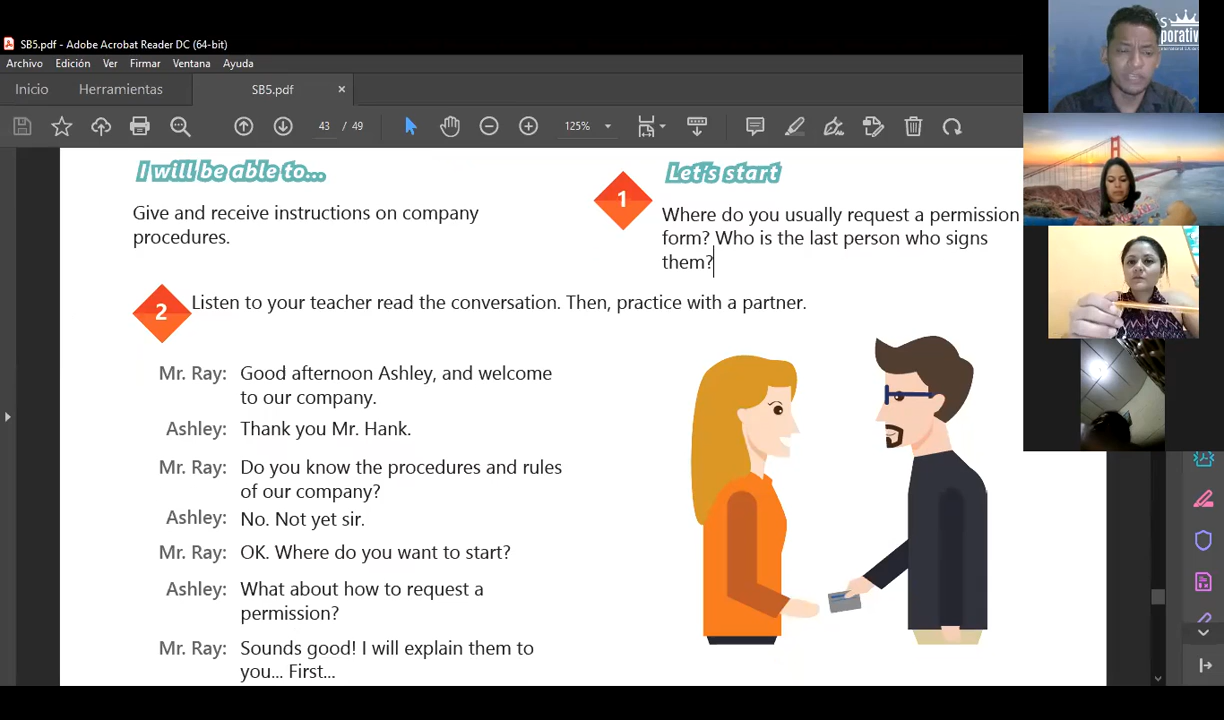 SB5.pdf - Adobe Acrobat Reader DC (64-bit)
Archivo Edición Ver Firmar Ventana Ayuda
Inicio Herramientas SB5.pdf ×
43 / 49 125%
I will be able to...
Give and receive instructions on company
procedures.
Let's start
1
Where do you usually request a permission
form? Who is the last person who signs
them?
2 Listen to your teacher read the conversation. Then, practice with a partner.
Mr. Ray: Good afternoon Ashley, and welcome
to our company.
Ashley: Thank you Mr. Hank.
Mr. Ray: Do you know the procedures and rules
of our company?
Ashley: No. Not yet sir.
Mr. Ray: OK. Where do you want to start?
Ashley: What about how to request a
permission?
Mr. Ray: Sounds good! I will explain them to
you... First...